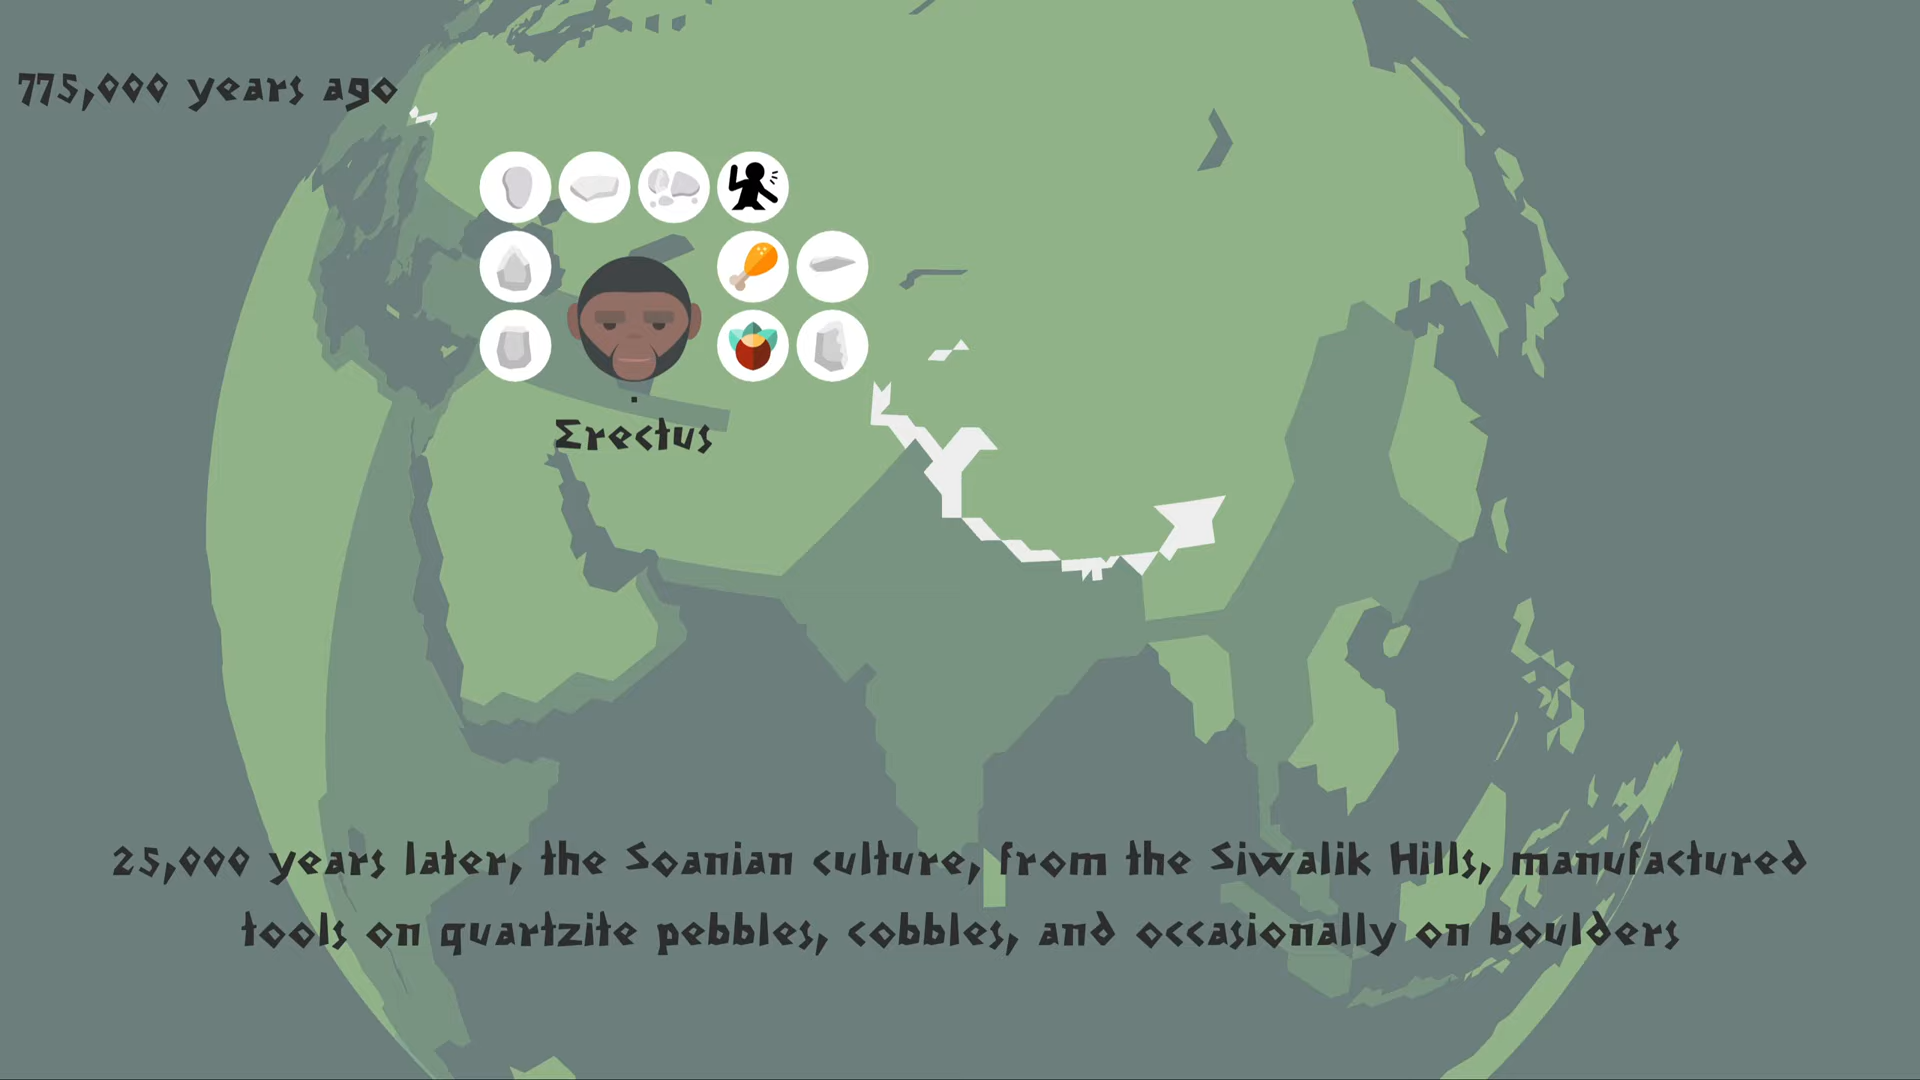 775,000 years ago
Erectus
25,000 years later, the Soanian culture, from the Siwalik Hills, manufactured
tools on quartzite pebbles, cobbles, and occasionally on boulders